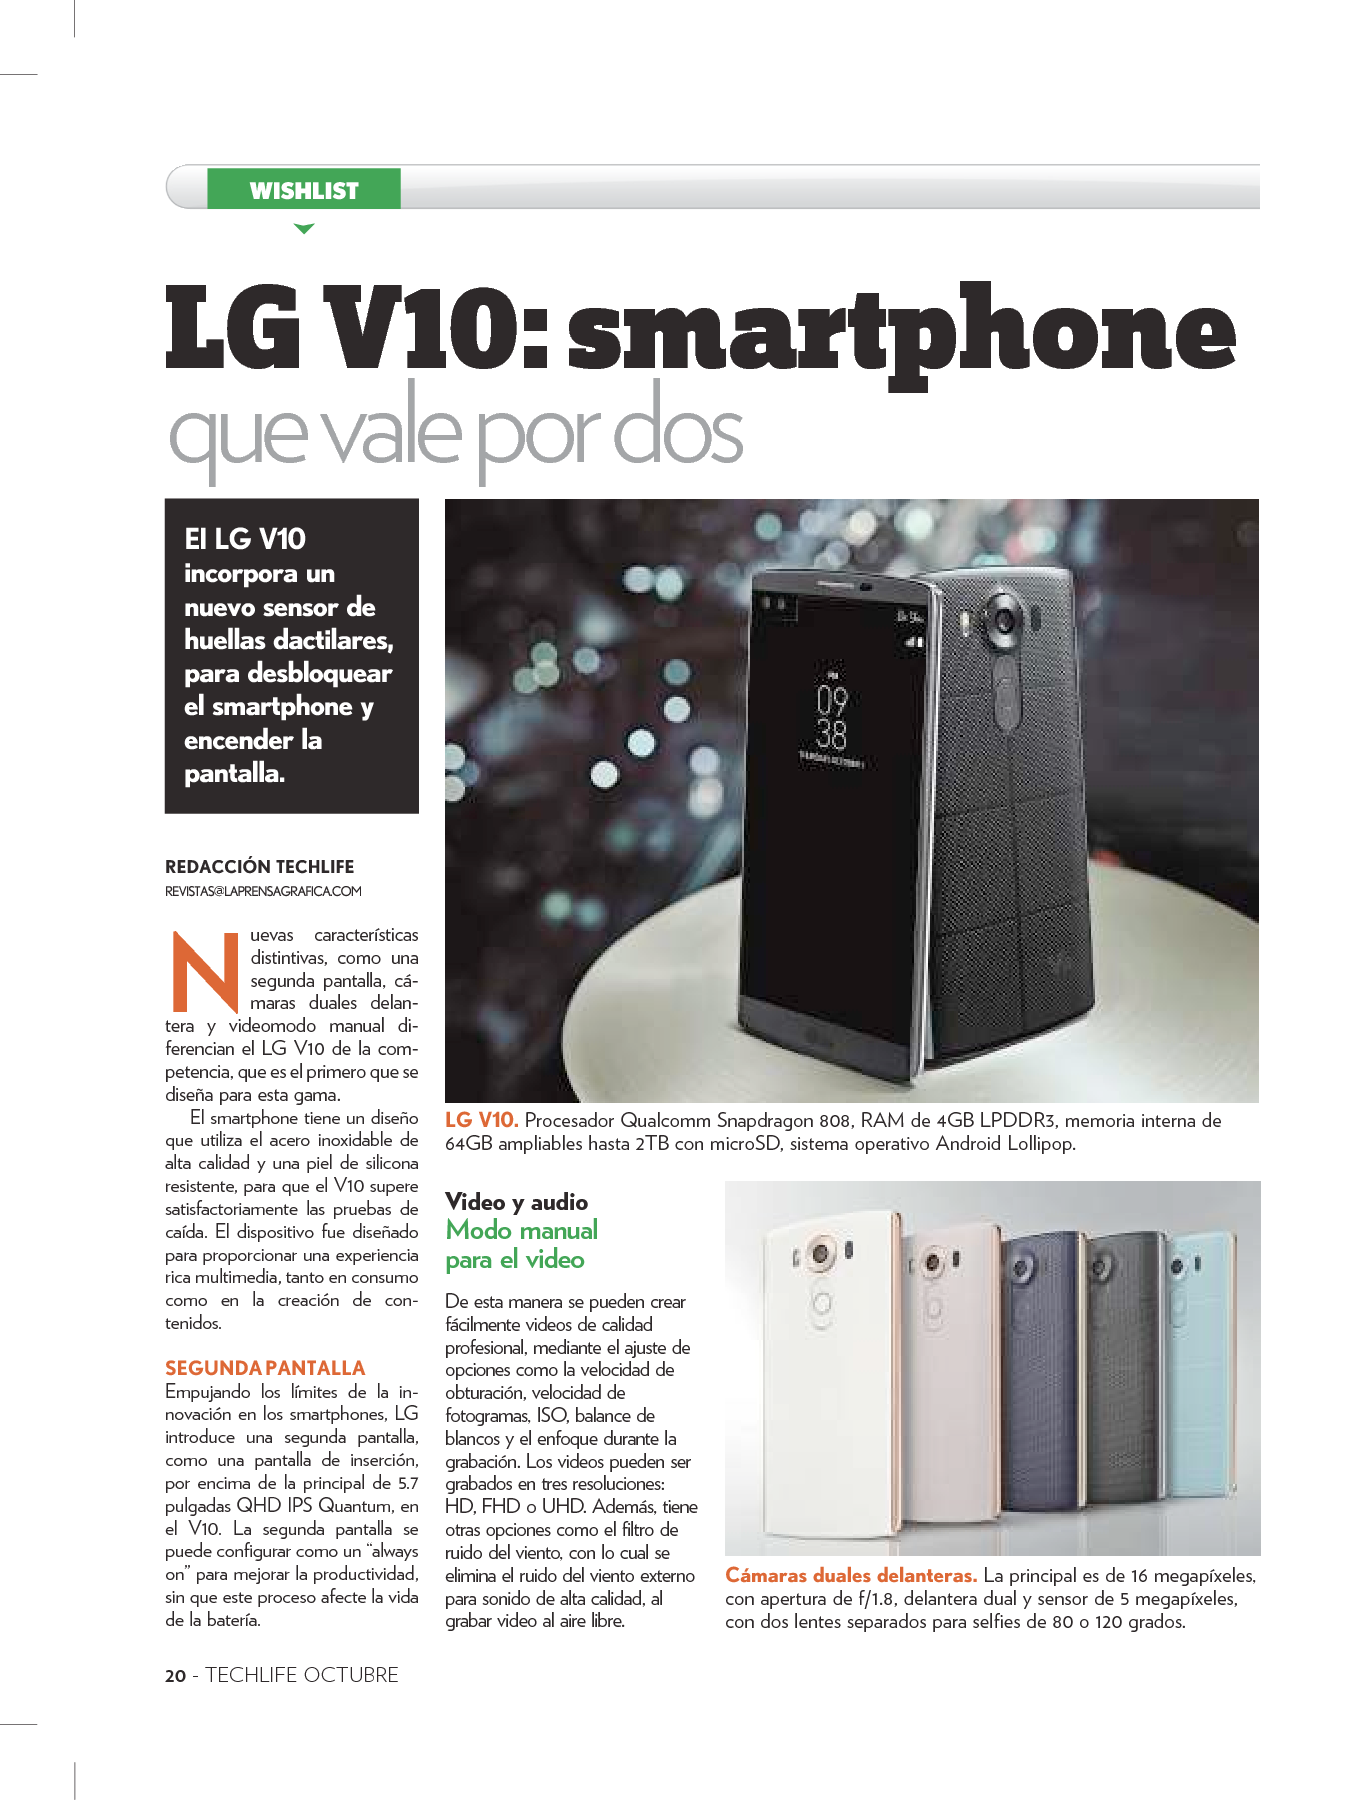 WISHLIST
LG V10: smartphone
que vale por dos
El LG V10
incorpora un
nuevo sensor de
huellas dactilares,
para desbloquear
el smartphone y
encender la
pantalla.
REDACCIÓN TECHLIFE
REVISTAS@LAPRENSAGRAFICA.COM
Nuevas características
distintivas, como una
segunda pantalla, cá-
maras duales delan-
tera y videomodo manual di-
ferencian el LG V10 de la com-
petencia, que es el primero que se
diseña para esta gama.
El smartphone tiene un diseño
que utiliza el acero inoxidable de
alta calidad y una piel de silicona
resistente, para que el V10 supere
satisfactoriamente las pruebas de
caída. El dispositivo fue diseñado
para proporcionar una experiencia
rica multimedia, tanto en consumo
como en la creación de con-
tenidos.
SEGUNDA PANTALLA
Empujando los límites de la in-
novación en los smartphones, LG
introduce una segunda pantalla,
como una pantalla de inserción,
por encima de la principal de 5.7
pulgadas QHD IPS Quantum, en
el V10. La segunda pantalla se
puede configurar como un “always
on” para mejorar la productividad,
sin que este proceso afecte la vida
de la batería.
09
38
LG V10. Procesador Qualcomm Snapdragon 808, RAM de 4GB LPDDR3, memoria interna de
64GB ampliables hasta 2TB con microSD, sistema operativo Android Lollipop.
Video y audio
Modo manual
para el video
De esta manera se pueden crear
fácilmente videos de calidad
profesional, mediante el ajuste de
opciones como la velocidad de
obturación, velocidad de
fotogramas, ISO, balance de
blancos y el enfoque durante la
grabación. Los videos pueden ser
grabados en tres resoluciones:
HD, FHD o UHD. Además, tiene
otras opciones como el filtro de
ruido del viento, con lo cual se
elimina el ruido del viento externo
para sonido de alta calidad, al
grabar video al aire libre.
Cámaras duales delanteras. La principal es de 16 megapíxeles,
con apertura de f/1.8, delantera dual y sensor de 5 megapíxeles,
con dos lentes separados para selfies de 80 o 120 grados.
20 - TECHLIFE OCTUBRE